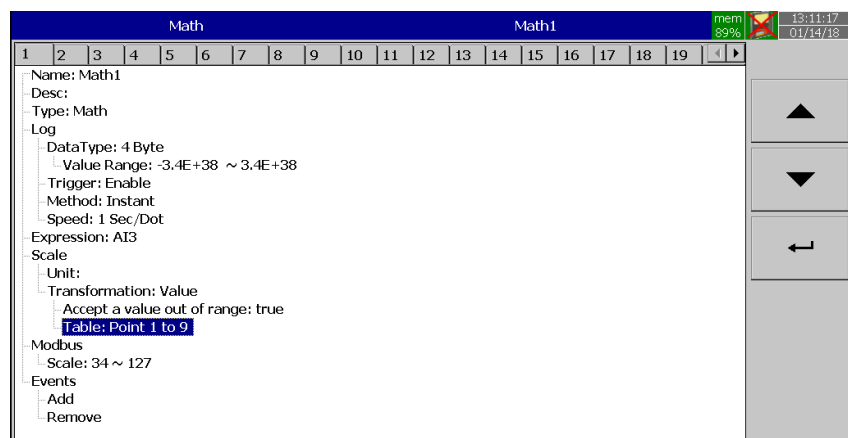 Math Math1 mem 89% 13:11:17 01/14/18
1 2 3 4 5 6 7 8 9 10 11 12 13 14 15 16 17 18 19
Name: Math1
Desc:
Type: Math
Log
DataType: 4 Byte
Value Range: -3.4E+38 ~ 3.4E+38
Trigger: Enable
Method: Instant
Speed: 1 Sec/Dot
Expression: AI3
Scale
Unit:
Transformation: Value
Accept a value out of range: true
Table: Point 1 to 9
Modbus
Scale: 34 ~ 127
Events
Add
Remove